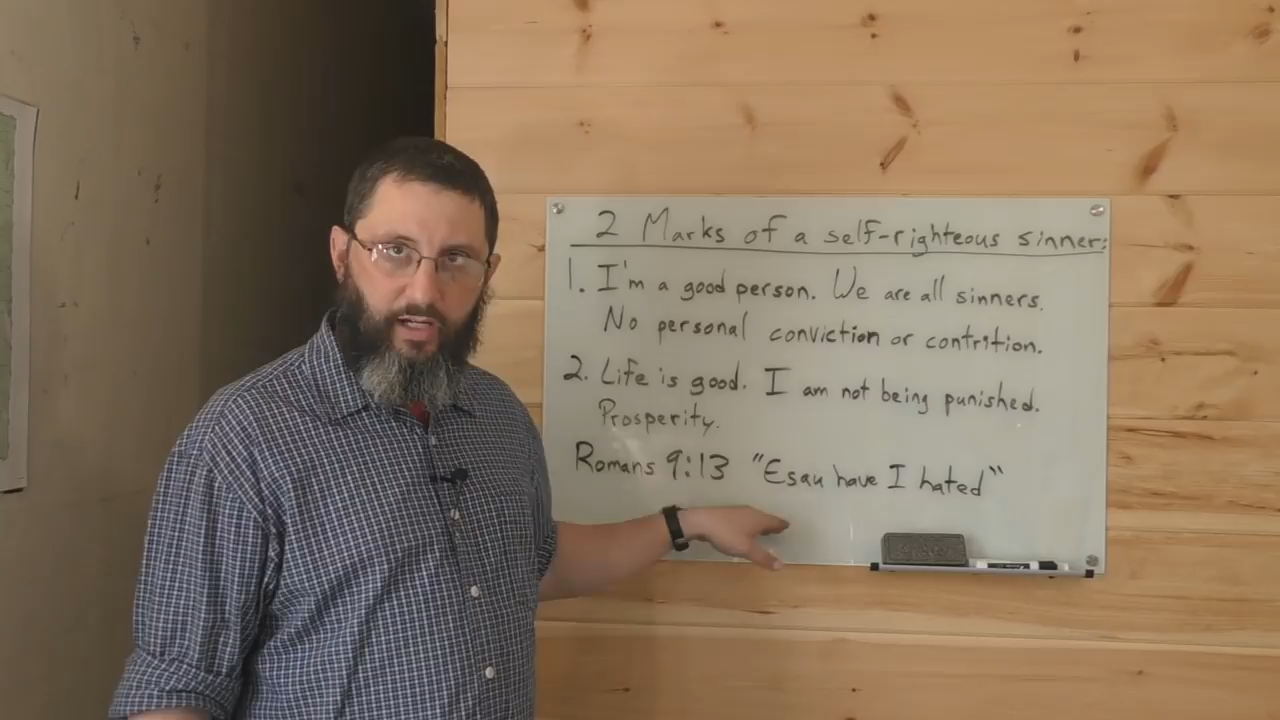 2 Marks of a self-righteous sinner:
1. I'm a good person. We are all sinners.
No personal conviction or contrition.
2. Life is good. I am not being punished.
Prosperity.
Romans 9:13 "Esau have I hated"